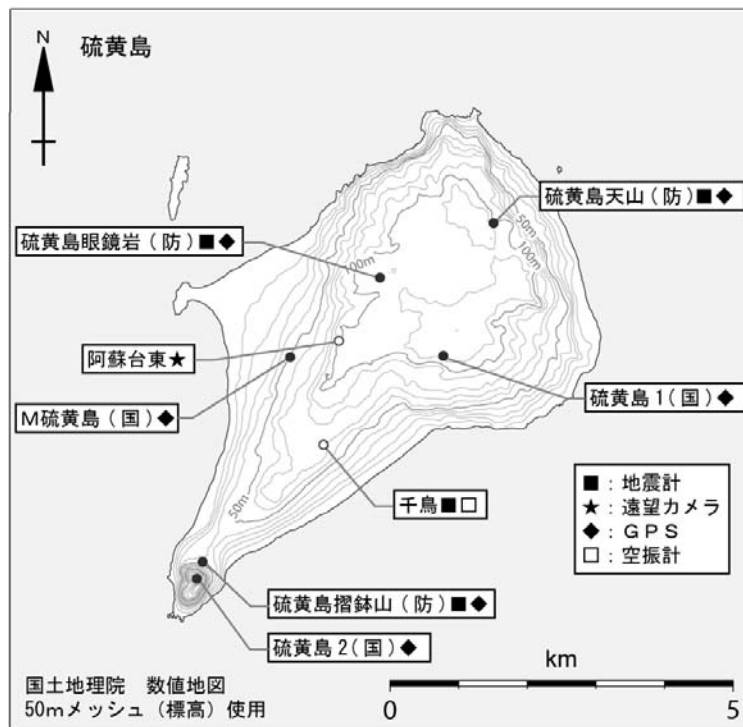 N
硫黄島
硫黄島天山(防)■◆
50m
100m
硫黄島眼鏡岩(防)■◆
100m
阿蘇台東★
M硫黄島(国)◆
硫黄島1(国)◆
千鳥■□
50m
■:地震計
★:遠望カメラ
◆:GPS
□:空振計
硫黄島摺鉢山(防)■◆
硫黄島2(国)◆
国土地理院 数値地図
50mメッシュ(標高)使用
km
0 5